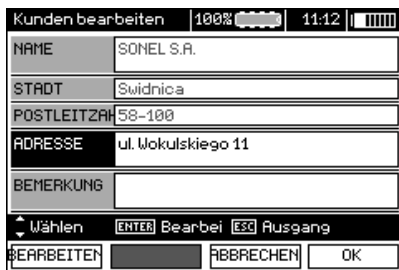 Kunden bearbeiten 100% 11:12
NAME SONEL S.A.
STADT Swidnica
POSTLEITZAH 58-100
ADRESSE ul. Wokulskiego 11
BEMERKUNG
Wählen ENTER Bearbei ESC Ausgang
BEARBEITEN ABBRECHEN OK